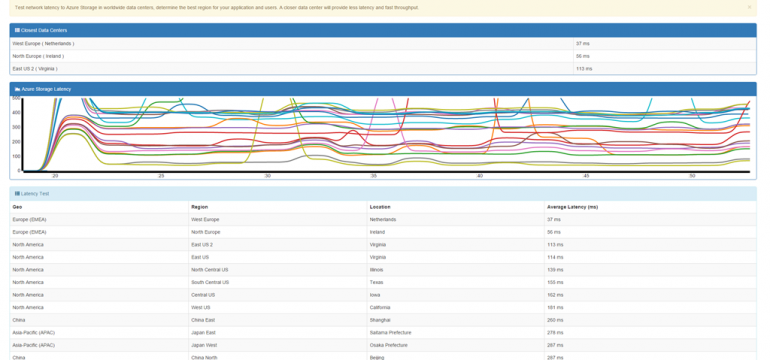 Test network latency to Azure Storage in worldwide data centers, determine the best region for your application and users. A closer data center will provide less latency and fast throughput. ×
Closest Data Centers
West Europe ( Netherlands ) 37 ms
North Europe ( Ireland ) 56 ms
East US 2 ( Virginia ) 113 ms
Azure Storage Latency
500
400
300
200
100
0
20 25 30 35 40 45 50
Latency Test
Geo Region Location Average Latency (ms)
Europe (EMEA) West Europe Netherlands 37 ms
Europe (EMEA) North Europe Ireland 56 ms
North America East US 2 Virginia 113 ms
North America East US Virginia 114 ms
North America North Central US Illinois 139 ms
North America South Central US Texas 150 ms
North America Central US Iowa 162 ms
North America West US California 181 ms
China China East Shanghai 250 ms
Asia-Pacific (APAC) Japan East Saitama Prefecture 278 ms
Asia-Pacific (APAC) Japan West Osaka Prefecture 287 ms
China China North Beijing 287 ms